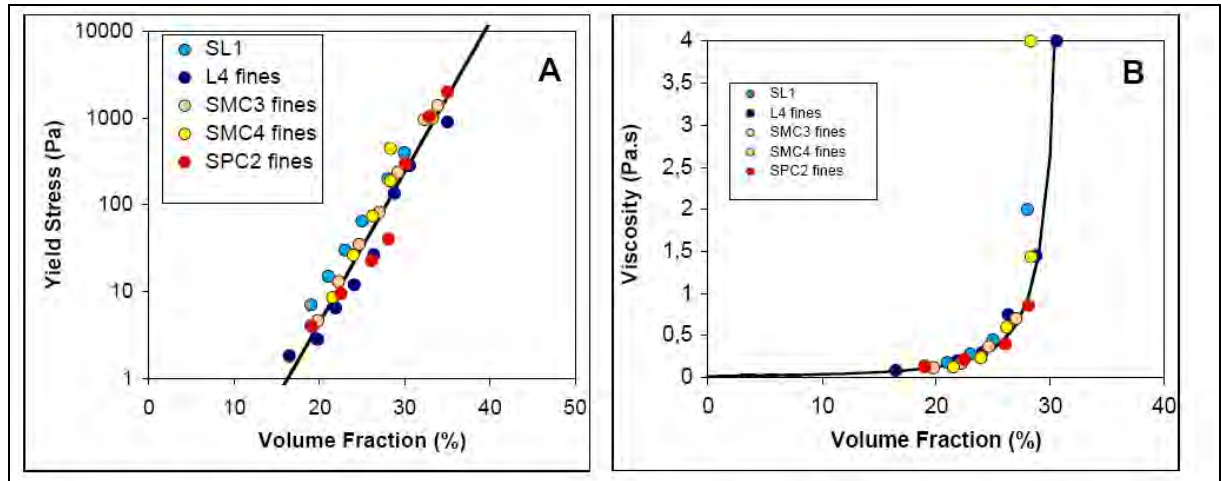 A
Yield Stress (Pa)
10000
1000
100
10
1
SL1
L4 fines
SMC3 fines
SMC4 fines
SPC2 fines
0 10 20 30 40 50
Volume Fraction (%)
B
Viscosity (Pa.s)
4
3,5
3
2,5
2
1,5
1
0,5
0
SL1
L4 fines
SMC3 fines
SMC4 fines
SPC2 fines
0 10 20 30 40
Volume Fraction (%)